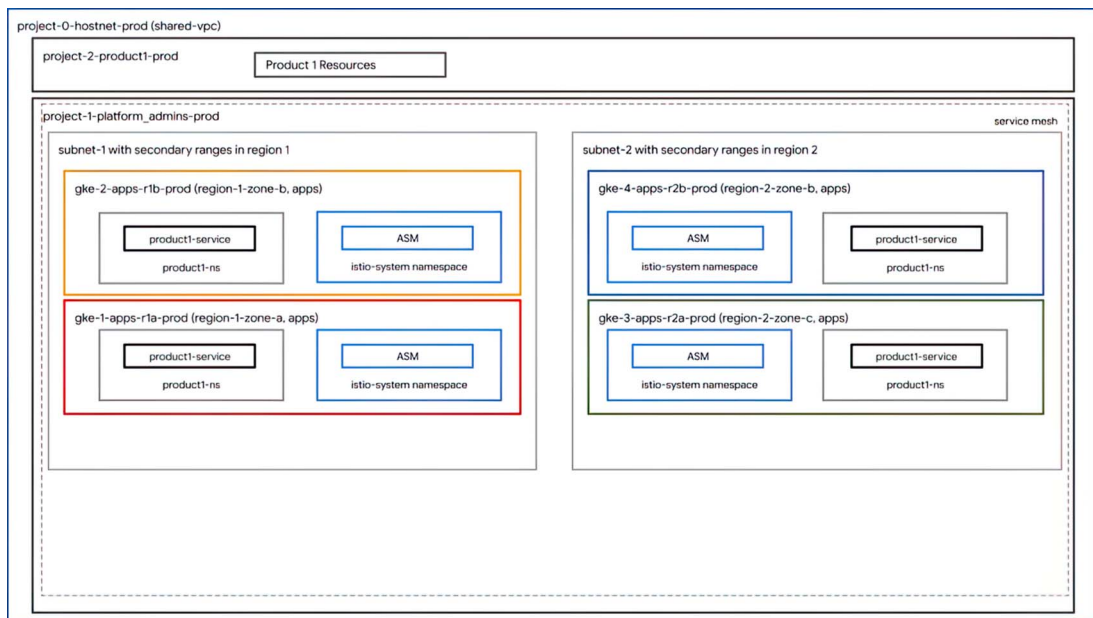 project-0-hostnet-prod (shared-vpc)
project-2-product1-prod
Product 1 Resources
project-1-platform_admins-prod
service mesh
subnet-1 with secondary ranges in region 1
gke-2-apps-r1b-prod (region-1-zone-b, apps)
product1-service
product1-ns
ASM
istio-system namespace
gke-1-apps-r1a-prod (region-1-zone-a, apps)
product1-service
product1-ns
ASM
istio-system namespace
subnet-2 with secondary ranges in region 2
gke-4-apps-r2b-prod (region-2-zone-b, apps)
ASM
istio-system namespace
product1-service
product1-ns
gke-3-apps-r2a-prod (region-2-zone-c, apps)
ASM
istio-system namespace
product1-service
product1-ns